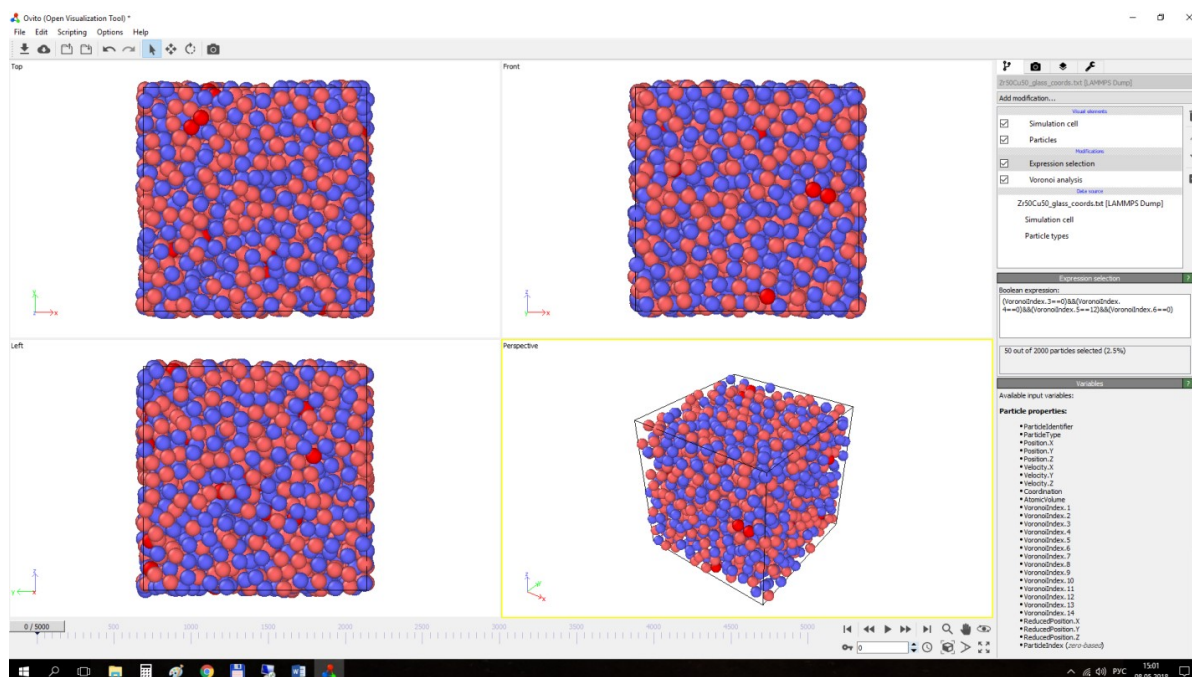 Ovito (Open Visualization Tool) *
File Edit Scripting Options Help
Top
Front
Left
Perspective
y
x
z
x
z
y
z
y
x
Zr50Cu50_glass_coords.txt [LAMMPS Dump]
Add modification...
Visual elements
Simulation cell
Particles
Modifications
Expression selection
Voronoi analysis
Data source
Zr50Cu50_glass_coords.txt [LAMMPS Dump]
Simulation cell
Particle types
Expression selection ?
Boolean expression:
(VoronoiIndex.3==0)&&(VoronoiIndex.
4==0)&&(VoronoiIndex.5==12)&&(VoronoiIndex.6==0)
50 out of 2000 particles selected (2.5%)
Variables ?
Available input variables:
Particle properties:
•ParticleIdentifier
•ParticleType
•Position.X
•Position.Y
•Position.Z
•Velocity.X
•Velocity.Y
•Velocity.Z
•Coordination
•AtomicVolume
•VoronoiIndex.1
•VoronoiIndex.2
•VoronoiIndex.3
•VoronoiIndex.4
•VoronoiIndex.5
•VoronoiIndex.6
•VoronoiIndex.7
•VoronoiIndex.8
•VoronoiIndex.9
•VoronoiIndex.10
•VoronoiIndex.11
•VoronoiIndex.12
•VoronoiIndex.13
•VoronoiIndex.14
•ReducedPosition.X
•ReducedPosition.Y
•ReducedPosition.Z
•ParticleIndex (zero-based)
0 / 5000 500 1000 1500 2000 2500 3000 3500 4000 4500 5000
0
РУС 15:01
08.05.2018